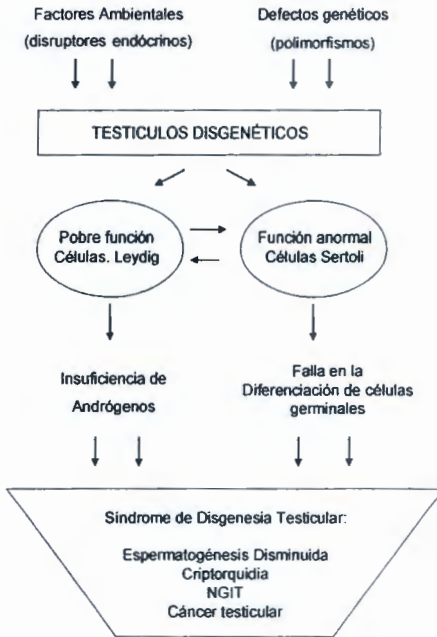 Factores Ambientales
(disruptores endócrinos)
Defectos genéticos
(polimorfismos)
TESTICULOS DISGENÉTICOS
Pobre función
Células. Leydig
Función anormal
Células Sertoli
Insuficiencia de
Andrógenos
Falla en la
Diferenciación de células
germinales
Síndrome de Disgenesia Testicular:
Espermatogénesis Disminuida
Criptorquidia
NGIT
Cáncer testicular